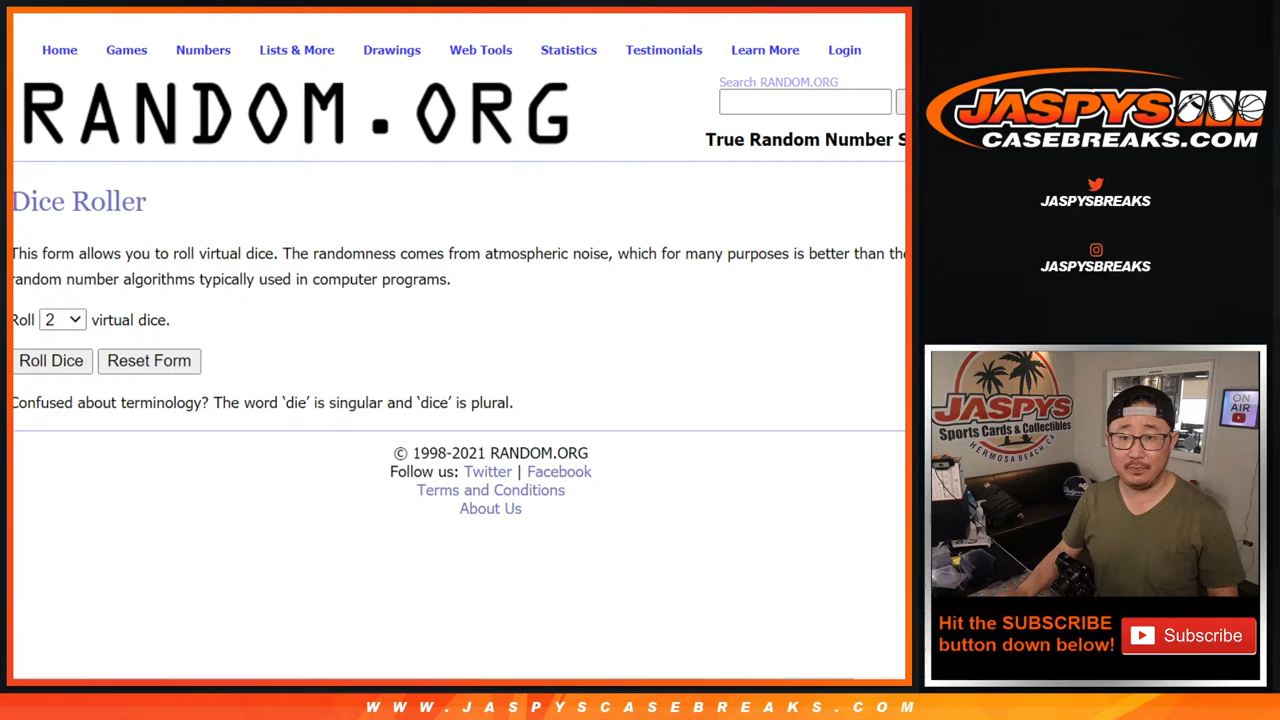 Home Games Numbers Lists & More Drawings Web Tools Statistics Testimonials Learn More Login
Search RANDOM.ORG
RANDOM.ORG
True Random Number S
Dice Roller
This form allows you to roll virtual dice. The randomness comes from atmospheric noise, which for many purposes is better than the
random number algorithms typically used in computer programs.
Roll 2 virtual dice.
Roll Dice Reset Form
Confused about terminology? The word ‘die’ is singular and ‘dice’ is plural.
© 1998-2021 RANDOM.ORG
Follow us: Twitter | Facebook
Terms and Conditions
About Us
JASPYS
CASEBREAKS.COM
JASPYSBREAKS
JASPYSBREAKS
JASPYS
Sports Cards & Collectibles
HERMOSA BEACH, CA
ON
AIR
Hit the SUBSCRIBE
button down below!
Subscribe
WWW.JASPYSCASEBREAKS.COM